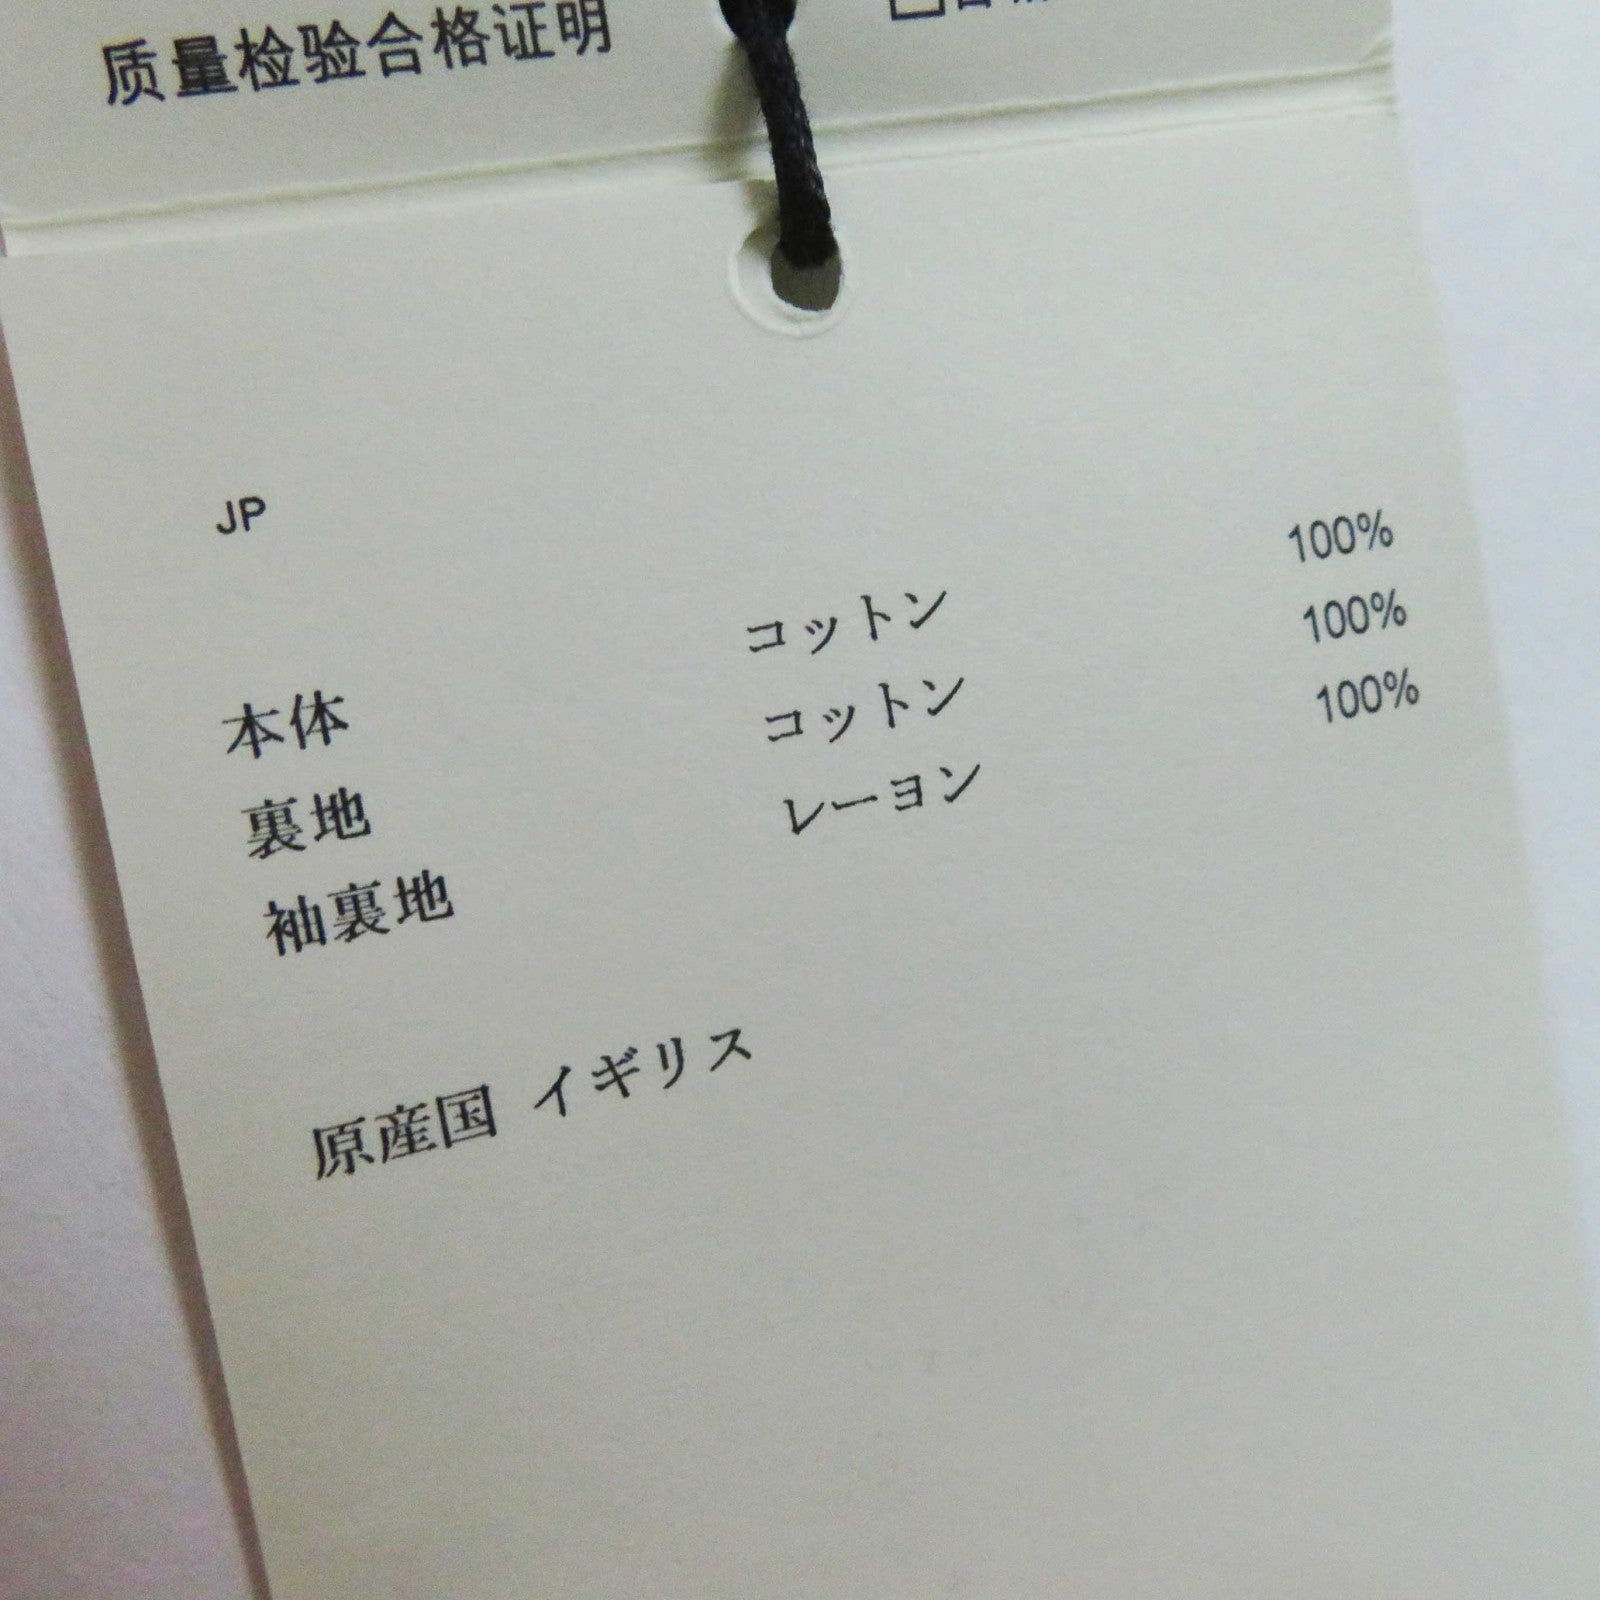 质量检验合格证明
JP
本体 コットン 100%
裏地 コットン 100%
袖裏地 レーヨン 100%
原産国 イギリス